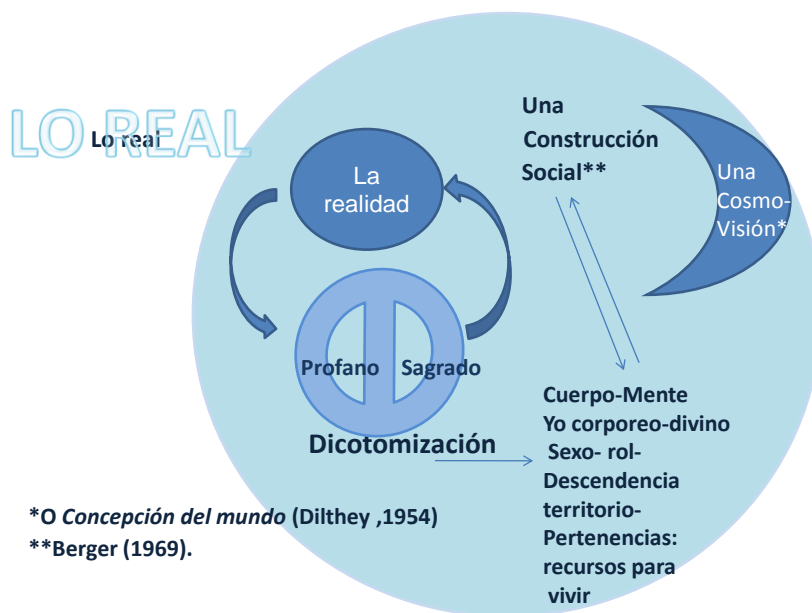 LO REAL
Lo real
La
realidad
Una
Construcción
Social**
Una
Cosmo-
Visión*
Profano Sagrado
Dicotomización
Cuerpo-Mente
Yo corporeo-divino
Sexo- rol-
Descendencia
territorio-
Pertenencias:
recursos para
vivir
*O Concepción del mundo (Dilthey ,1954)
**Berger (1969).